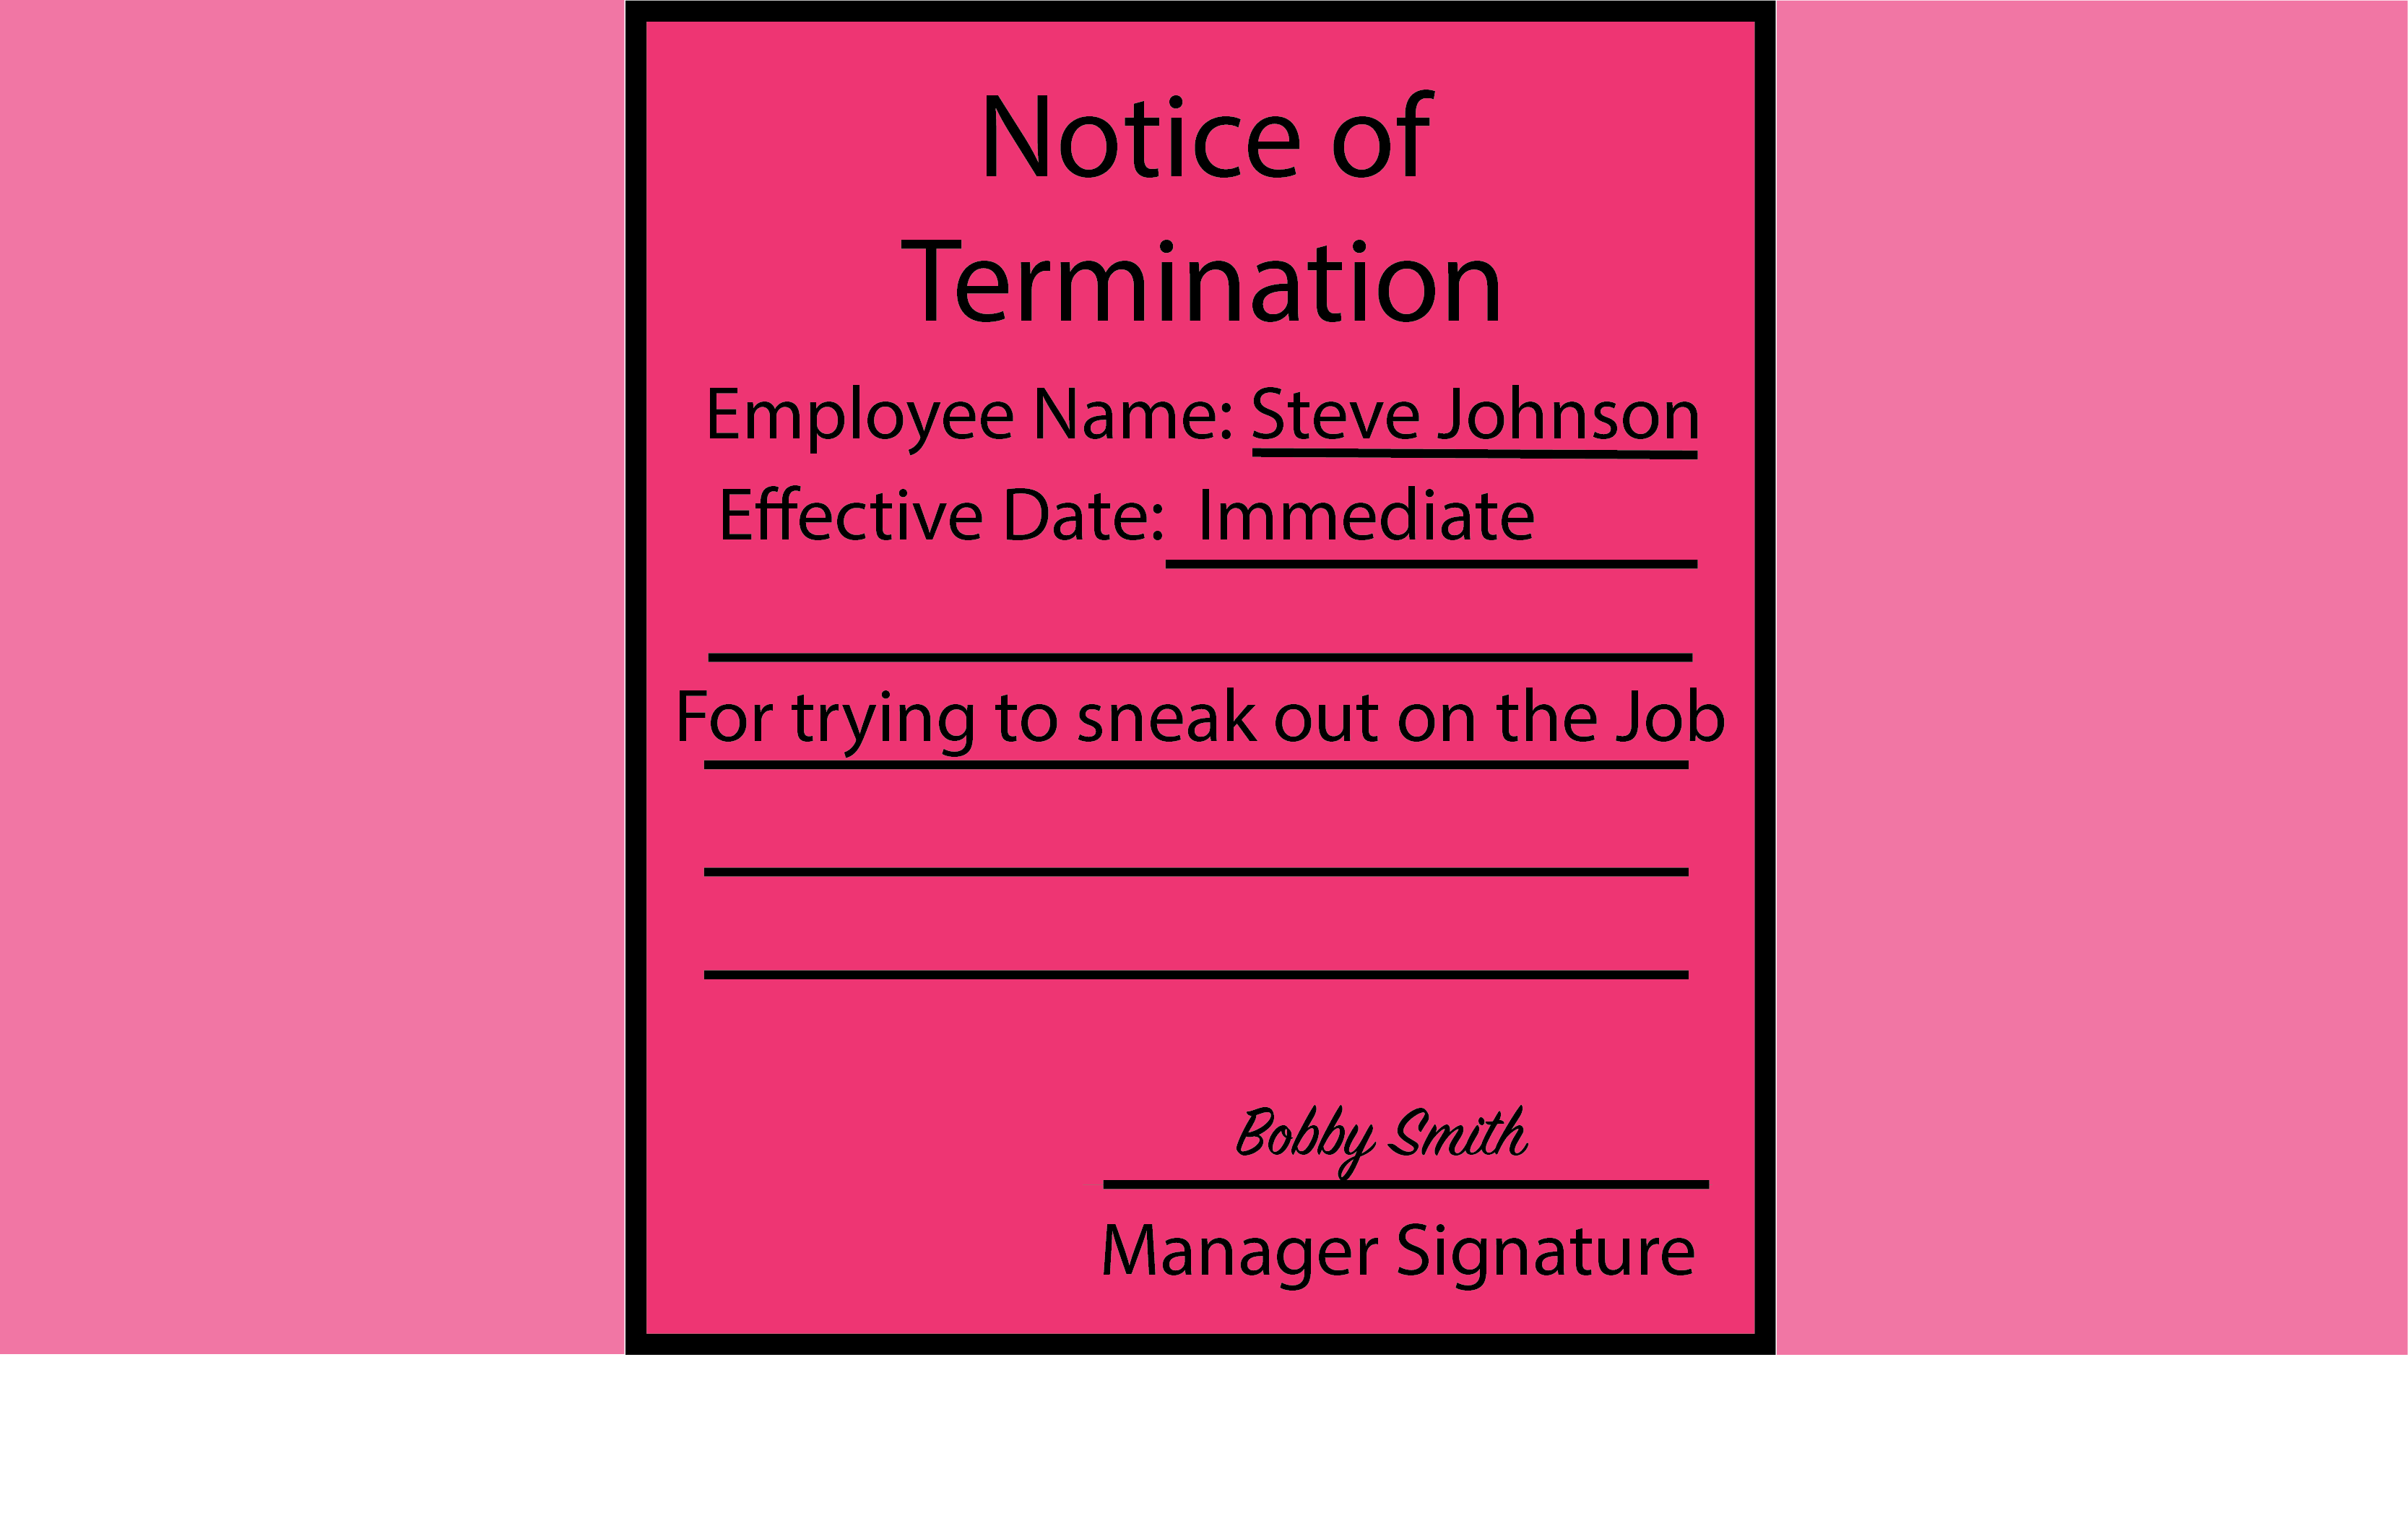 Notice of
Termination
Employee Name: Steve Johnson
Effective Date: Immediate
For trying to sneak out on the Job
Bobby Smith
Manager Signature